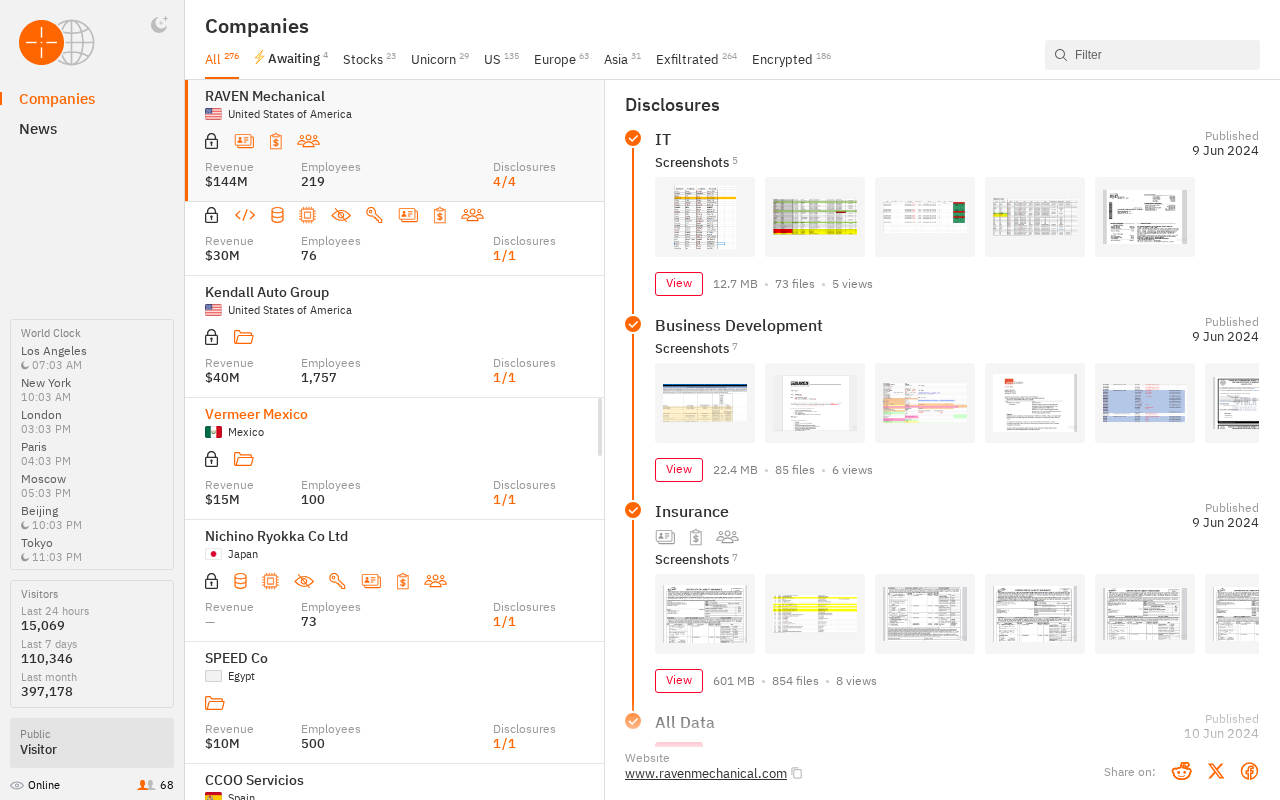 Companies
News
World Clock
Los Angeles
07:03 AM
New York
10:03 AM
London
03:03 PM
Paris
04:03 PM
Moscow
05:03 PM
Beijing
10:03 PM
Tokyo
11:03 PM
Visitors
Last 24 hours
15,069
Last 7 days
110,346
Last month
397,178
Public
Visitor
Online 68
Companies
All 276 Awaiting 4 Stocks 23 Unicorn 29 US 135 Europe 63 Asia 31 Exfiltrated 264 Encrypted 186
Filter
RAVEN Mechanical
United States of America
Revenue Employees Disclosures
$144M 219 4/4
Revenue Employees Disclosures
$30M 76 1/1
Kendall Auto Group
United States of America
Revenue Employees Disclosures
$40M 1,757 1/1
Vermeer Mexico
Mexico
Revenue Employees Disclosures
$15M 100 1/1
Nichino Ryokka Co Ltd
Japan
Revenue Employees Disclosures
— 73 1/1
SPEED Co
Egypt
Revenue Employees Disclosures
$10M 500 1/1
CCOO Servicios
Spain
Disclosures
IT
Published
9 Jun 2024
Screenshots 5
View 12.7 MB • 73 files • 5 views
Business Development
Published
9 Jun 2024
Screenshots 7
View 22.4 MB • 85 files • 6 views
Insurance
Published
9 Jun 2024
Screenshots 7
View 601 MB • 854 files • 8 views
All Data
Published
10 Jun 2024
Website
www.ravenmechanical.com
Share on: